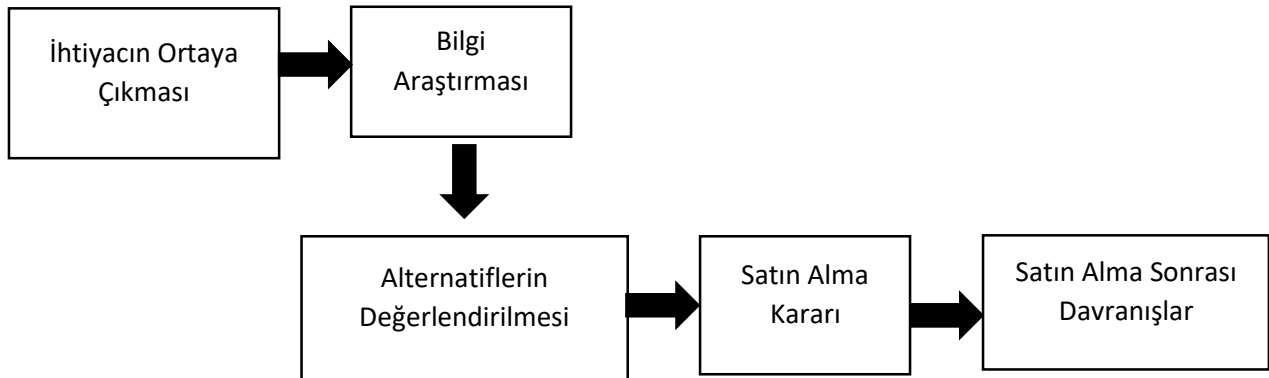 İhtiyacın Ortaya
Çıkması
Bilgi
Araştırması
Alternatiflerin
Değerlendirilmesi
Satın Alma
Kararı
Satın Alma Sonrası
Davranışlar